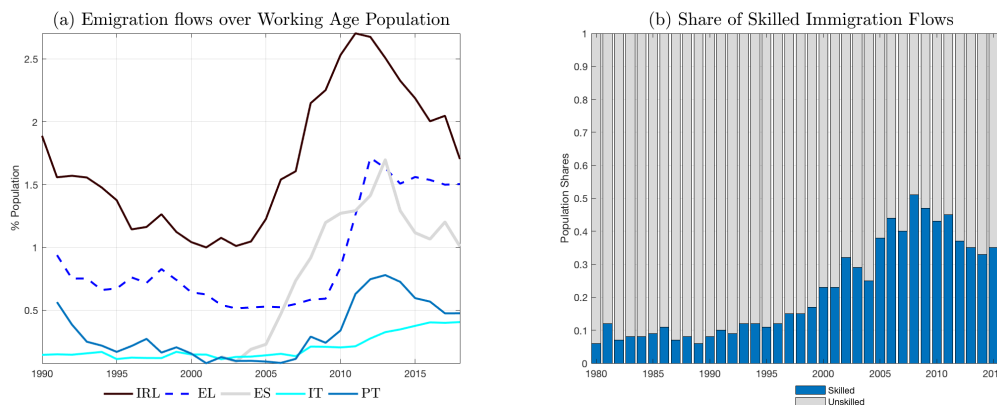 (a) Emigration flows over Working Age Population
% Population
2.5
2
1.5
1
0.5
1990 1995 2000 2005 2010 2015
IRL EL ES IT PT
(b) Share of Skilled Immigration Flows
Population Shares
1
0.9
0.8
0.7
0.6
0.5
0.4
0.3
0.2
0.1
0
1980 1985 1990 1995 2000 2005 2010
Skilled
Unskilled